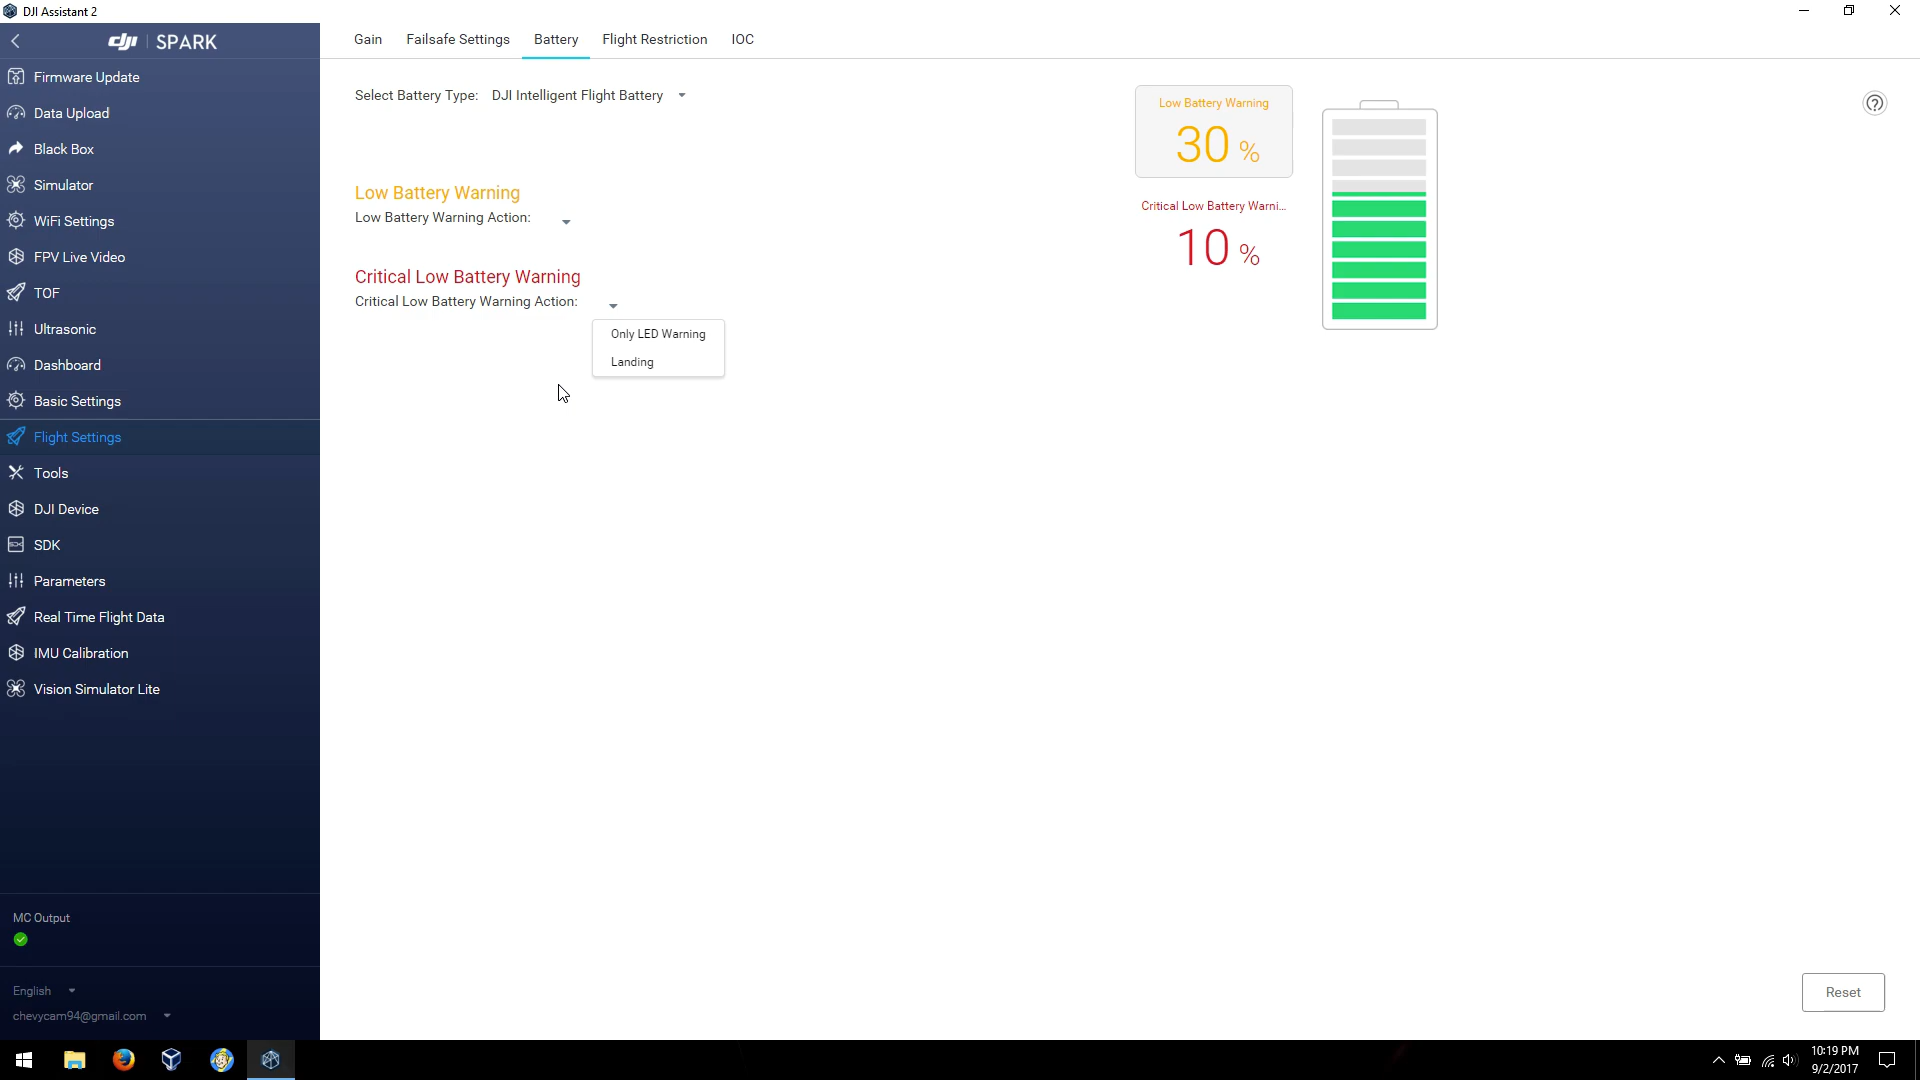 DJI Assistant 2
dji SPARK
Firmware Update
Data Upload
Black Box
Simulator
WiFi Settings
FPV Live Video
TOF
Ultrasonic
Dashboard
Basic Settings
Flight Settings
Tools
DJI Device
SDK
Parameters
Real Time Flight Data
IMU Calibration
Vision Simulator Lite
MC Output
English
chevycam94@gmail.com
Gain Failsafe Settings Battery Flight Restriction IOC
Select Battery Type: DJI Intelligent Flight Battery
Low Battery Warning
Low Battery Warning Action:
Critical Low Battery Warning
Critical Low Battery Warning Action:
Only LED Warning
Landing
Low Battery Warning
30 %
Critical Low Battery Warni...
10 %
Reset
10:19 PM
9/2/2017